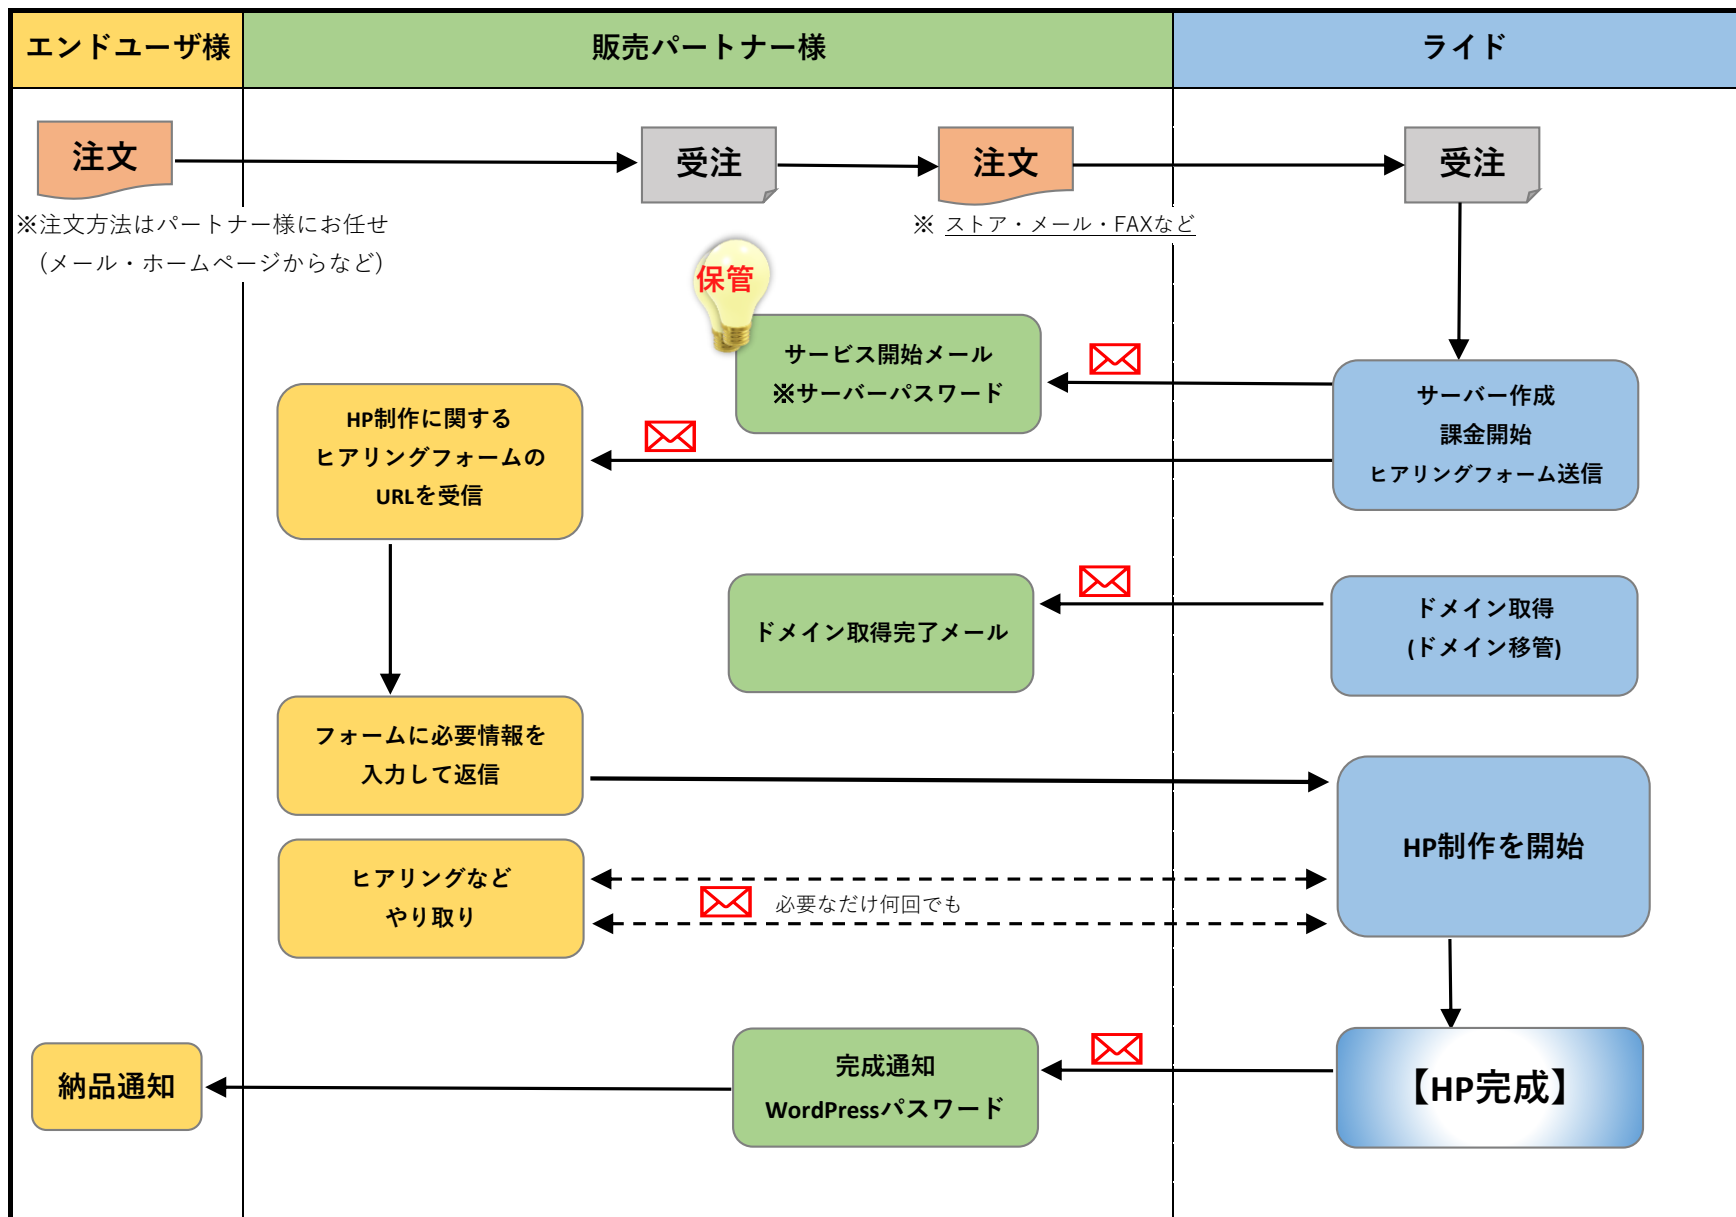 エンドユーザ様
販売パートナー様
ライド
注文
受注
注文
受注
※注文方法はパートナー様にお任せ
(メール・ホームページからなど)
※ ストア・メール・FAXなど
保管
サービス開始メール
※サーバーパスワード
サーバー作成
課金開始
ヒアリングフォーム送信
HP制作に関する
ヒアリングフォームの
URLを受信
ドメイン取得完了メール
ドメイン取得
(ドメイン移管)
フォームに必要情報を
入力して返信
HP制作を開始
ヒアリングなど
やり取り
必要なだけ何回でも
納品通知
完成通知
WordPressパスワード
【HP完成】